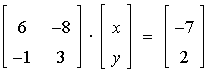 [ 6 −8 ; −1 3 ] · [ x ; y ] = [ −7 ; 2 ]